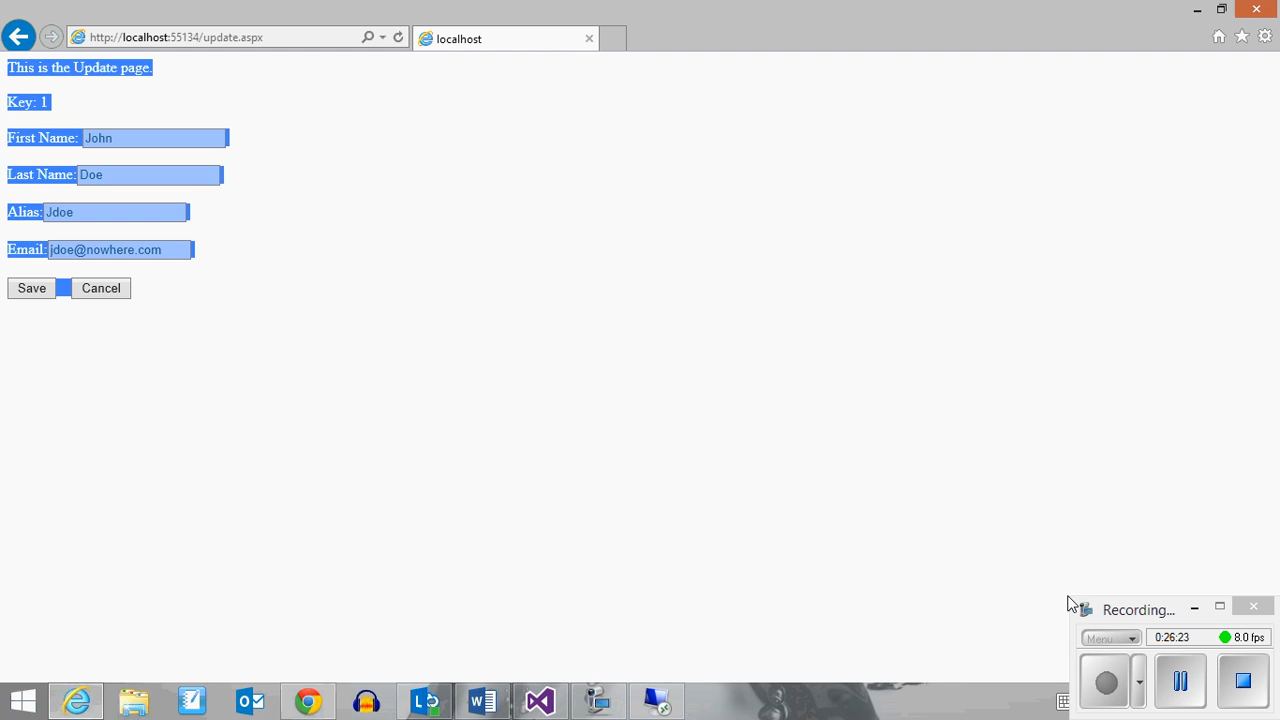 http://localhost:55134/update.aspx
localhost
This is the Update page.
Key: 1
First Name: John
Last Name: Doe
Alias: Jdoe
Email: jdoe@nowhere.com
Save Cancel
Recording...
Menu 0:26:23 8.0 fps